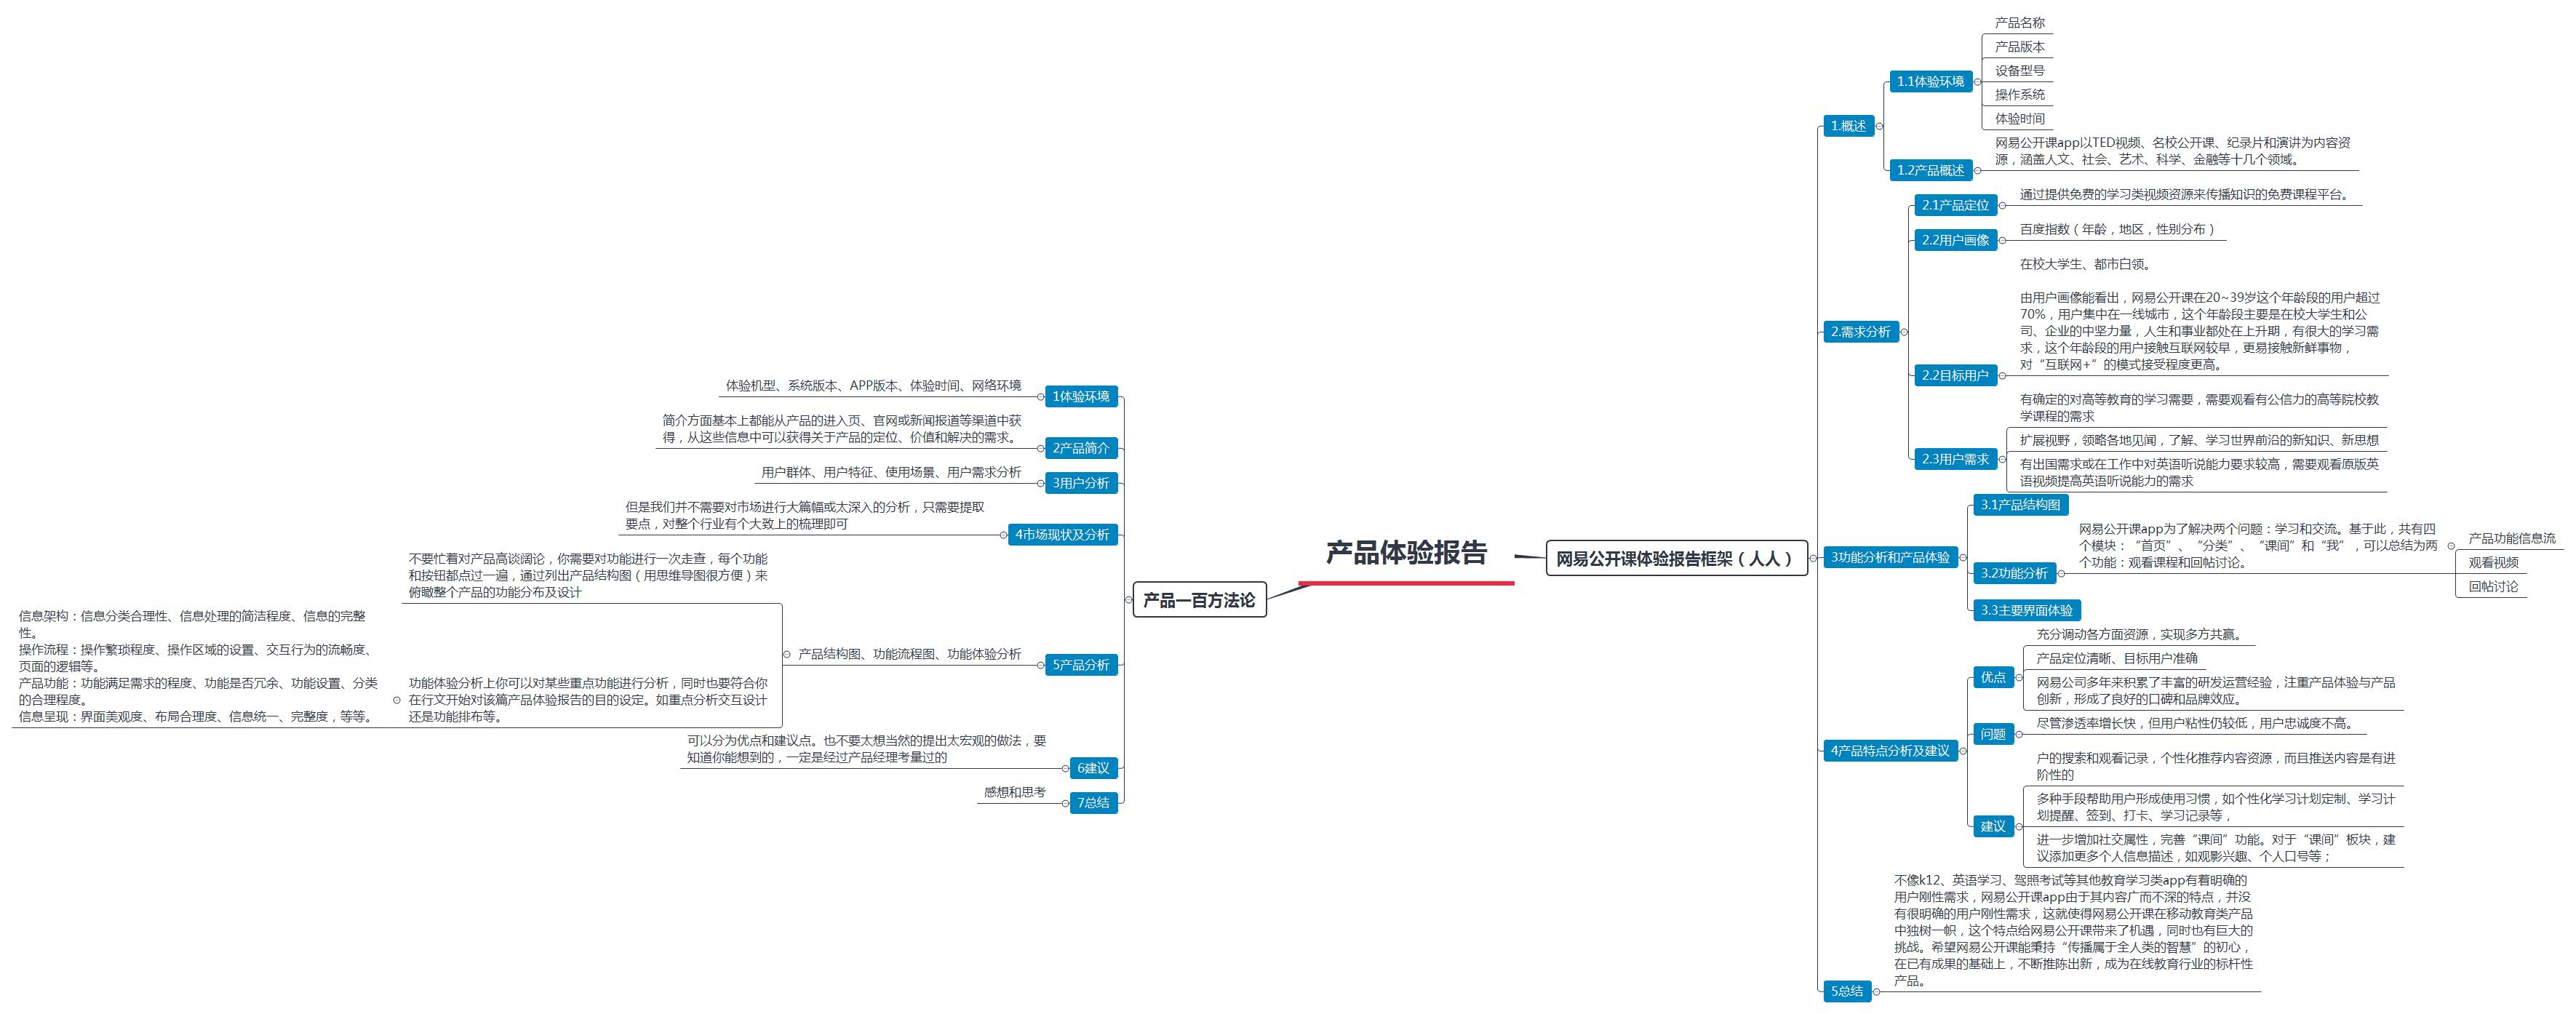 产品体验报告
网易公开课体验报告框架（人人）
1.概述
1.1体验环境
产品名称
产品版本
设备型号
操作系统
体验时间
1.2产品概述
网易公开课app以TED视频、名校公开课、纪录片和演讲为内容资
源，涵盖人文、社会、艺术、科学、金融等十几个领域。
2.需求分析
2.1产品定位
通过提供免费的学习类视频资源来传播知识的免费课程平台。
2.2用户画像
百度指数（年龄，地区，性别分布）
2.2目标用户
在校大学生、都市白领。
由用户画像能看出，网易公开课在20~39岁这个年龄段的用户超过
70%，用户集中在一线城市，这个年龄段主要是在校大学生和公
司、企业的中坚力量，人生和事业都处在上升期，有很大的学习需
求，这个年龄段的用户接触互联网较早，更易接触新鲜事物，
对“互联网+”的模式接受程度更高。
2.3用户需求
有确定的对高等教育的学习需要，需要观看有公信力的高等院校教
学课程的需求
扩展视野，领略各地见闻，了解、学习世界前沿的新知识、新思想
有出国需求或在工作中对英语听说能力要求较高，需要观看原版英
语视频提高英语听说能力的需求
3功能分析和产品体验
3.1产品结构图
3.2功能分析
网易公开课app为了解决两个问题：学习和交流。基于此，共有四
个模块：“首页”、“分类”、“课间”和“我”，可以总结为两
个功能：观看课程和回帖讨论。
产品功能信息流
观看视频
回帖讨论
3.3主要界面体验
4产品特点分析及建议
优点
充分调动各方面资源，实现多方共赢。
产品定位清晰、目标用户准确
网易公司多年来积累了丰富的研发运营经验，注重产品体验与产品
创新，形成了良好的口碑和品牌效应。
问题
尽管渗透率增长快，但用户粘性仍较低，用户忠诚度不高。
建议
户的搜索和观看记录，个性化推荐内容资源，而且推送内容是有进
阶性的
多种手段帮助用户形成使用习惯，如个性化学习计划定制、学习计
划提醒、签到、打卡、学习记录等，
进一步增加社交属性，完善“课间”功能。对于“课间”板块，建
议添加更多个人信息描述，如观影兴趣、个人口号等；
5总结
不像k12、英语学习、驾照考试等其他教育学习类app有着明确的
用户刚性需求，网易公开课app由于其内容广而不深的特点，并没
有很明确的用户刚性需求，这就使得网易公开课在移动教育类产品
中独树一帜，这个特点给网易公开课带来了机遇，同时也有巨大的
挑战。希望网易公开课能秉持“传播属于全人类的智慧”的初心，
在已有成果的基础上，不断推陈出新，成为在线教育行业的标杆性
产品。
产品一百方法论
1体验环境
体验机型、系统版本、APP版本、体验时间、网络环境
2产品简介
简介方面基本上都能从产品的进入页、官网或新闻报道等渠道中获
得，从这些信息中可以获得关于产品的定位、价值和解决的需求。
3用户分析
用户群体、用户特征、使用场景、用户需求分析
4市场现状及分析
但是我们并不需要对市场进行大篇幅或太深入的分析，只需要提取
要点，对整个行业有个大致上的梳理即可
5产品分析
产品结构图、功能流程图、功能体验分析
不要忙着对产品高谈阔论，你需要对功能进行一次走查，每个功能
和按钮都点过一遍，通过列出产品结构图（用思维导图很方便）来
俯瞰整个产品的功能分布及设计
功能体验分析上你可以对某些重点功能进行分析，同时也要符合你
在行文开始对该篇产品体验报告的目的设定。如重点分析交互设计
还是功能排布等。
信息架构：信息分类合理性、信息处理的简洁程度、信息的完整
性。
操作流程：操作繁琐程度、操作区域的设置、交互行为的流畅度、
页面的逻辑等。
产品功能：功能满足需求的程度、功能是否冗余、功能设置、分类
的合理程度。
信息呈现：界面美观度、布局合理度、信息统一、完整度，等等。
6建议
可以分为优点和建议点。也不要太想当然的提出太宏观的做法，要
知道你能想到的，一定是经过产品经理考量过的
7总结
感想和思考